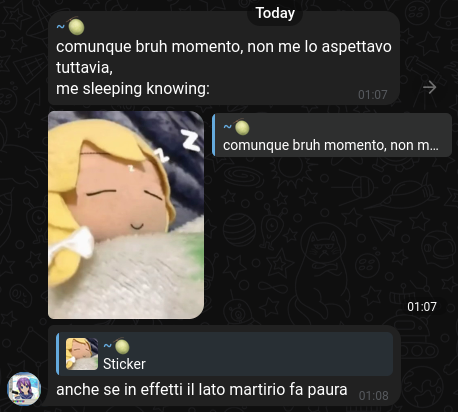 Today
~
comunque bruh momento, non me lo aspettavo
tuttavia,
me sleeping knowing:
01:07
z z Z
~
comunque bruh momento, non m...
01:07
~
Sticker
anche se in effetti il lato martirio fa paura
01:08